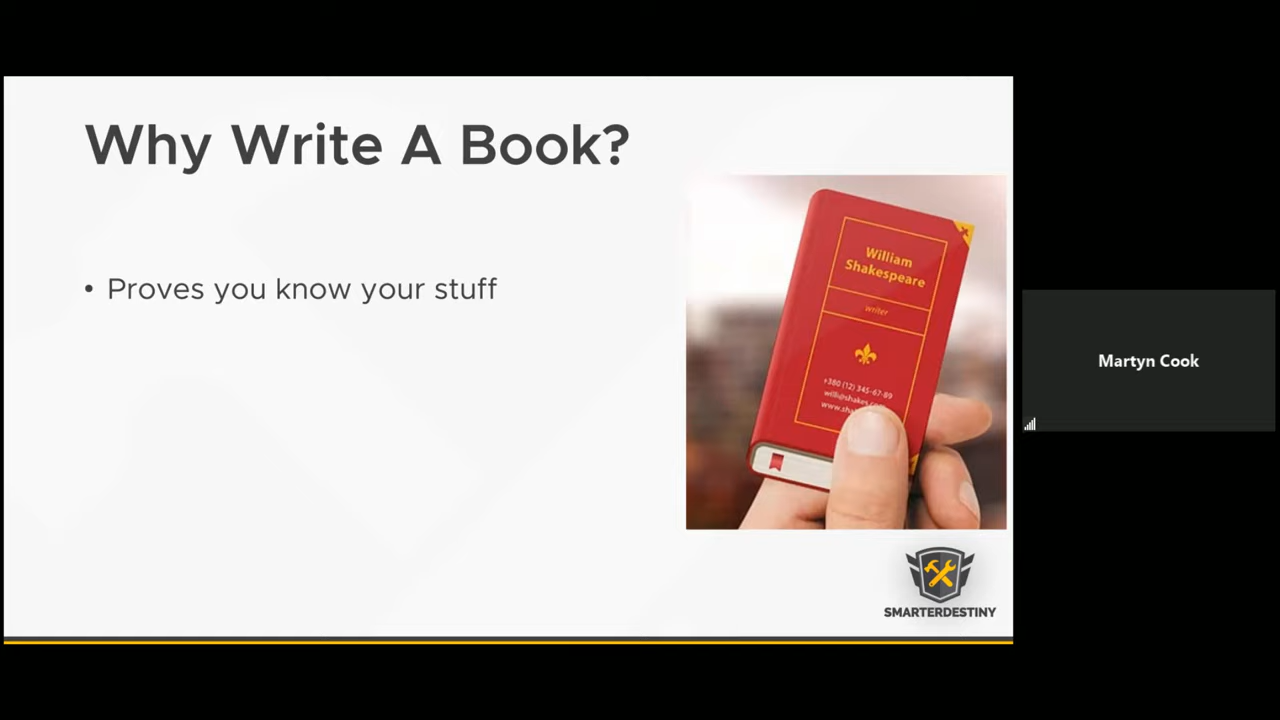 Why Write A Book?
• Proves you know your stuff
William
Shakespeare
writer
+380 (12) 345-67-89
SMARTERDESTINY
Martyn Cook